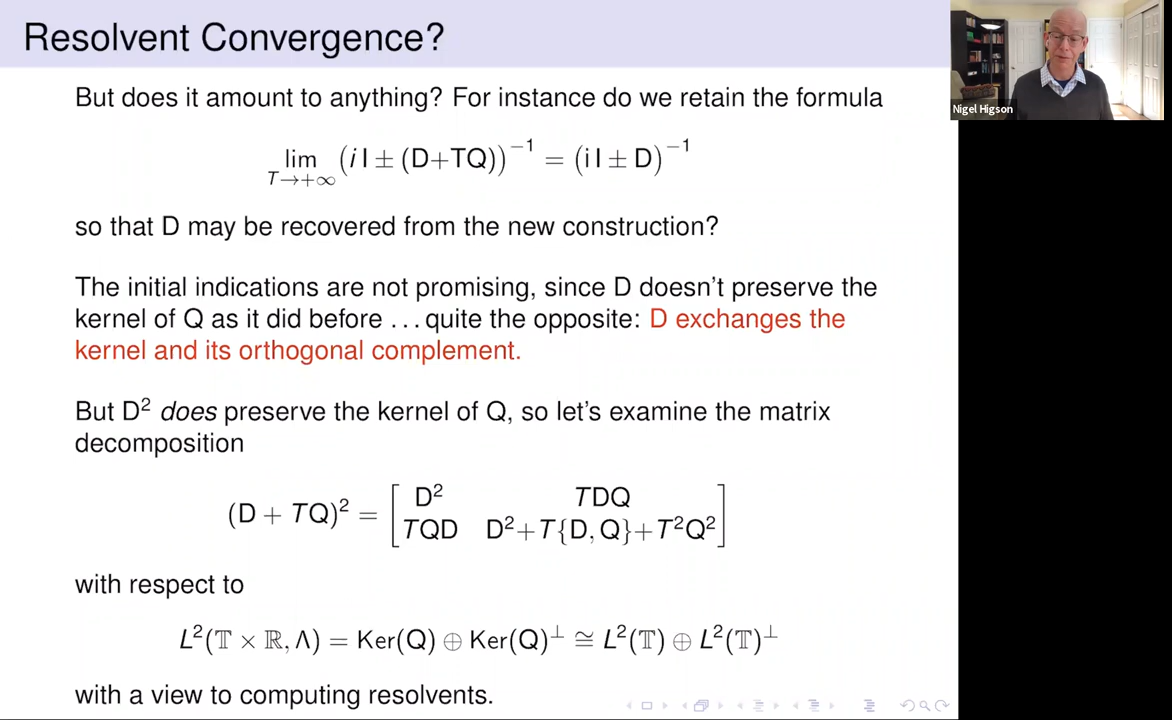 Resolvent Convergence?
Nigel Higson
But does it amount to anything? For instance do we retain the formula
lim_{T→+∞} (i I ± (D+TQ))^{−1} = (i I ± D)^{−1}
so that D may be recovered from the new construction?
The initial indications are not promising, since D doesn't preserve the
kernel of Q as it did before . . . quite the opposite: D exchanges the
kernel and its orthogonal complement.
But D² does preserve the kernel of Q, so let's examine the matrix
decomposition
(D + TQ)² = [ D² TDQ
TQD D²+T{D, Q}+T²Q² ]
with respect to
L²(𝕋 × ℝ, Λ) = Ker(Q) ⊕ Ker(Q)^⊥ ≅ L²(𝕋) ⊕ L²(𝕋)^⊥
with a view to computing resolvents.